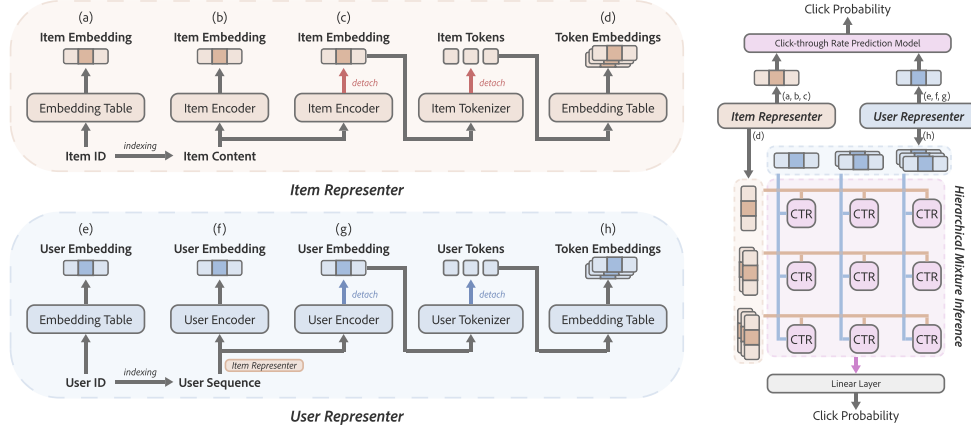 (a)
(b)
(c)
(d)
Item Embedding
Item Embedding
Item Embedding
Item Tokens
Token Embeddings
detach
detach
Embedding Table
Item Encoder
Item Encoder
Item Tokenizer
Embedding Table
Item ID
indexing
Item Content
Item Representer
(e)
(f)
(g)
(h)
User Embedding
User Embedding
User Embedding
User Tokens
Token Embeddings
detach
detach
Embedding Table
User Encoder
User Encoder
User Tokenizer
Embedding Table
Item Representer
User ID
indexing
User Sequence
User Representer
Click Probability
Click-through Rate Prediction Model
(a, b, c)
(e, f, g)
Item Representer
User Representer
(d)
(h)
CTR
CTR
CTR
CTR
CTR
CTR
CTR
CTR
CTR
Hierarchical Mixture Inference
Linear Layer
Click Probability